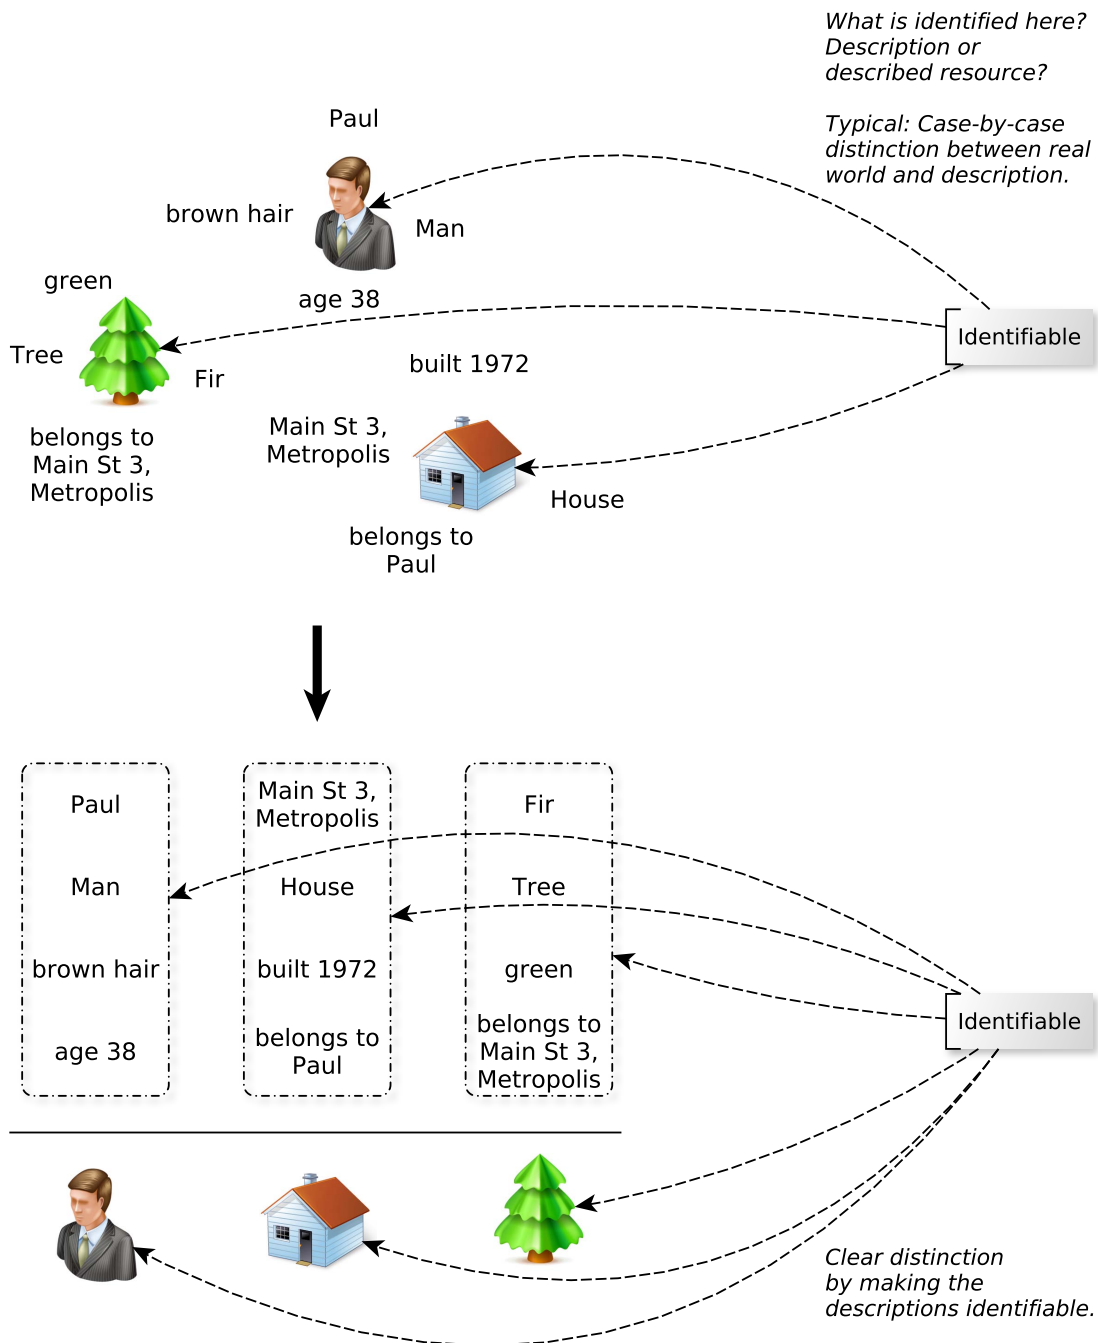 What is identified here?
Description or
described resource?
Typical: Case-by-case
distinction between real
world and description.
Paul
brown hair
Man
age 38
green
Tree
Fir
belongs to
Main St 3,
Metropolis
built 1972
Main St 3,
Metropolis
House
belongs to
Paul
Identifiable
Paul
Man
brown hair
age 38
Main St 3,
Metropolis
House
built 1972
belongs to
Paul
Fir
Tree
green
belongs to
Main St 3,
Metropolis
Identifiable
Clear distinction
by making the
descriptions identifiable.